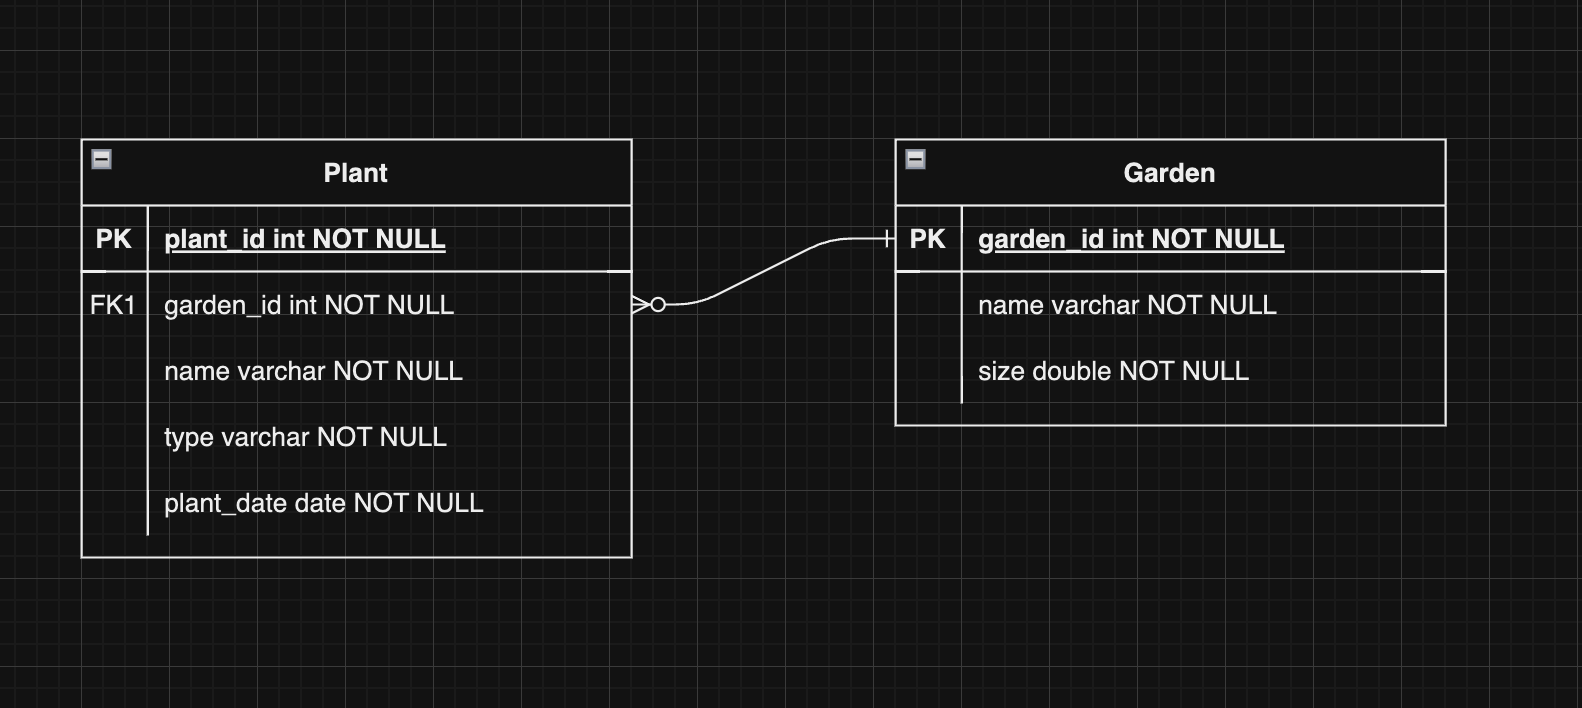 Plant
PK plant_id int NOT NULL
FK1 garden_id int NOT NULL
name varchar NOT NULL
type varchar NOT NULL
plant_date date NOT NULL
Garden
PK garden_id int NOT NULL
name varchar NOT NULL
size double NOT NULL